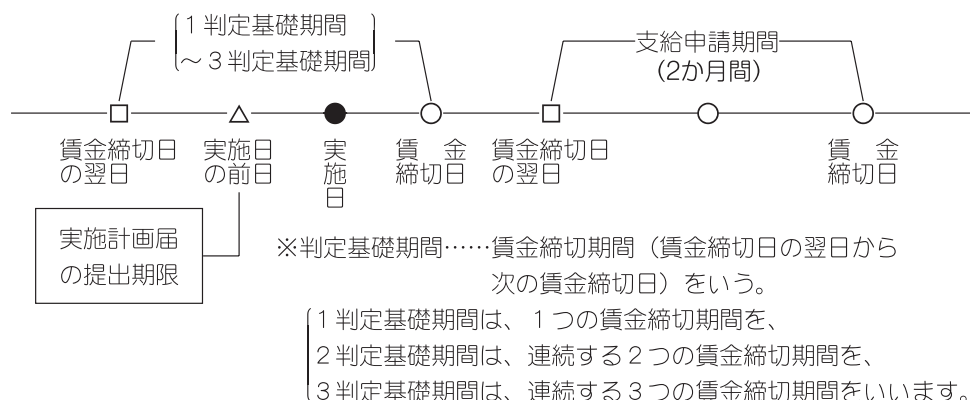 １判定基礎期間
～３判定基礎期間
支給申請期間
（2か月間）
賃金締切日
の翌日
実施日
の前日
実施日
賃　金
締切日
賃金締切日
の翌日
賃　金
締切日
実施計画届
の提出期限
※判定基礎期間……賃金締切期間（賃金締切日の翌日から
次の賃金締切日）をいう。
１判定基礎期間は、１つの賃金締切期間を、
２判定基礎期間は、連続する２つの賃金締切期間を、
３判定基礎期間は、連続する３つの賃金締切期間をいいます。